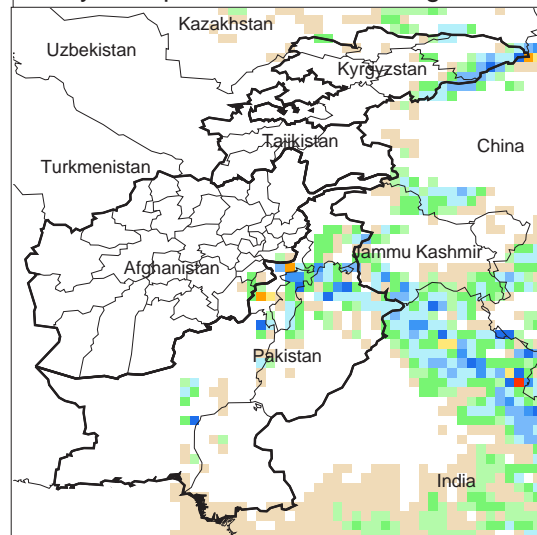 Kazakhstan
Uzbekistan
Kyrgyzstan
Tajikistan
China
Turkmenistan
Jammu Kashmir
Afghanistan
Pakistan
India